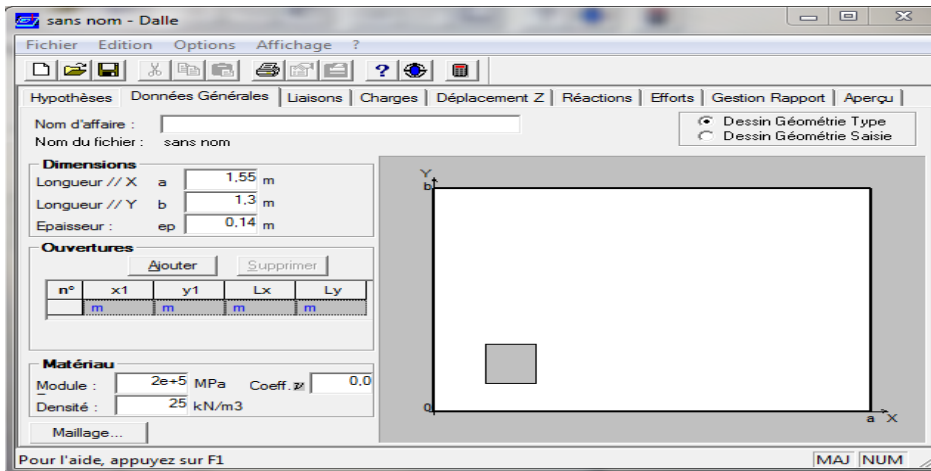 sans nom - Dalle
Fichier Edition Options Affichage ?
Hypothèses Données Générales Liaisons Charges Déplacement Z Réactions Efforts Gestion Rapport Aperçu
Nom d'affaire :
Dessin Géométrie Type
Nom du fichier : sans nom
Dessin Géométrie Saisie
Dimensions
Longueur // X a 1,55 m
Longueur // Y b 1,3 m
Epaisseur : ep 0,14 m
Ouvertures
Ajouter Supprimer
n° x1 y1 Lx Ly
m m m m
Matériau
Module : 2e+5 MPa Coeff. ν 0,0
Densité : 25 kN/m3
Maillage...
Y
b
0
a X
Pour l'aide, appuyez sur F1 MAJ NUM